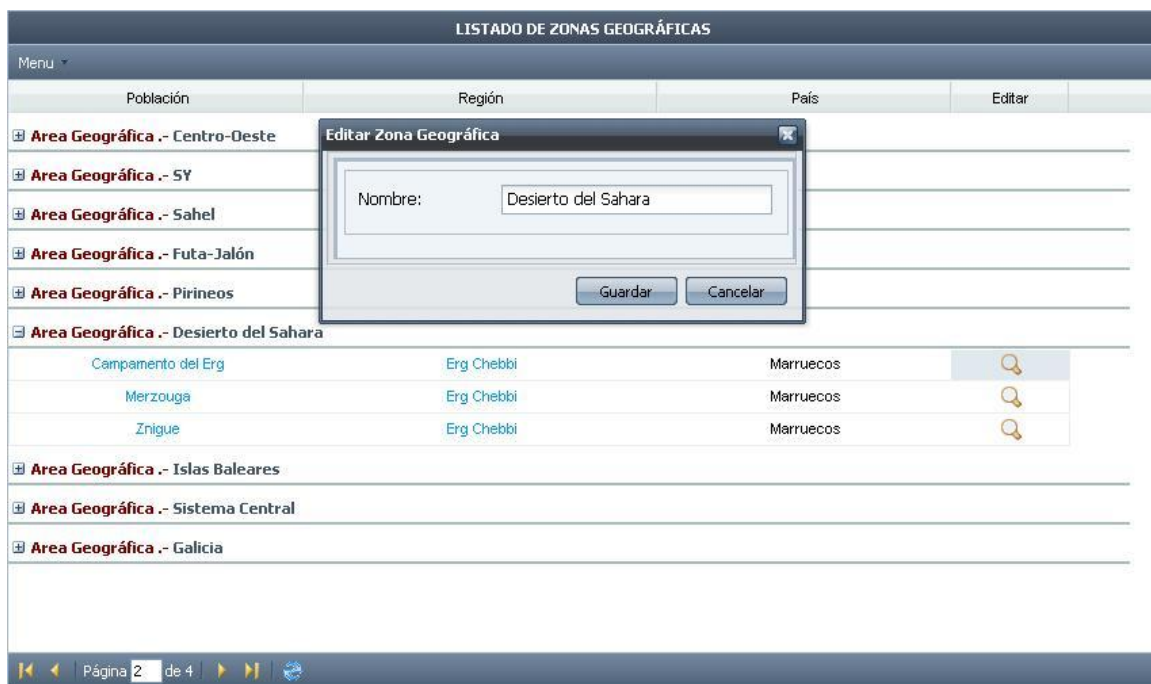 LISTADO DE ZONAS GEOGRÁFICAS
Menu
Población Región País Editar
Area Geográfica .- Centro-Oeste
Area Geográfica .- SY
Area Geográfica .- Sahel
Area Geográfica .- Futa-Jalón
Area Geográfica .- Pirineos
Area Geográfica .- Desierto del Sahara
Editar Zona Geográfica
Nombre: Desierto del Sahara
Guardar Cancelar
Campamento del Erg Erg Chebbi Marruecos
Merzouga Erg Chebbi Marruecos
Znigue Erg Chebbi Marruecos
Area Geográfica .- Islas Baleares
Area Geográfica .- Sistema Central
Area Geográfica .- Galicia
Página 2 de 4